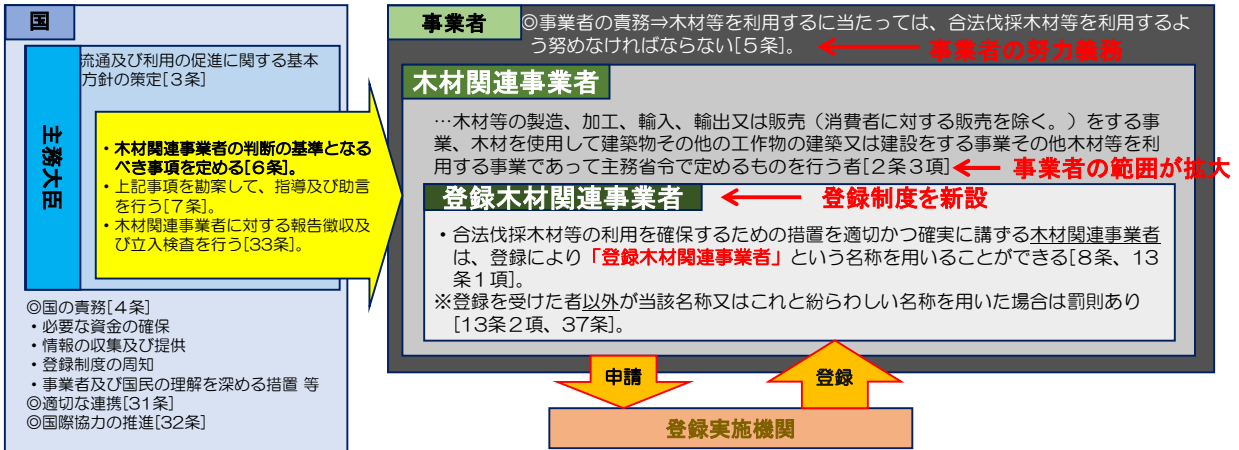 国
主務大臣
流通及び利用の促進に関する基本
方針の策定[3条]
・木材関連事業者の判断の基準となる
べき事項を定める[6条]。
・上記事項を勘案して、指導及び助言
を行う[7条]。
・木材関連事業者に対する報告徴収及
び立入検査を行う[33条]。
◎国の責務[4条]
・必要な資金の確保
・情報の収集及び提供
・登録制度の周知
・事業者及び国民の理解を深める措置 等
◎適切な連携[31条]
◎国際協力の推進[32条]
事業者
◎事業者の責務⇒木材等を利用するに当たっては、合法伐採木材等を利用するよ
う努めなければならない[5条]。
事業者の努力義務
木材関連事業者
…木材等の製造、加工、輸入、輸出又は販売（消費者に対する販売を除く。）をする事
業、木材を使用して建築物その他の工作物の建築又は建設をする事業その他木材等を利
用する事業であって主務省令で定めるものを行う者[2条3項]
事業者の範囲が拡大
登録木材関連事業者
登録制度を新設
・合法伐採木材等の利用を確保するための措置を適切かつ確実に講ずる木材関連事業者
は、登録により「登録木材関連事業者」という名称を用いることができる[8条、13
条1項]。
※登録を受けた者以外が当該名称又はこれと紛らわしい名称を用いた場合は罰則あり
[13条2項、37条]。
申請
登録
登録実施機関